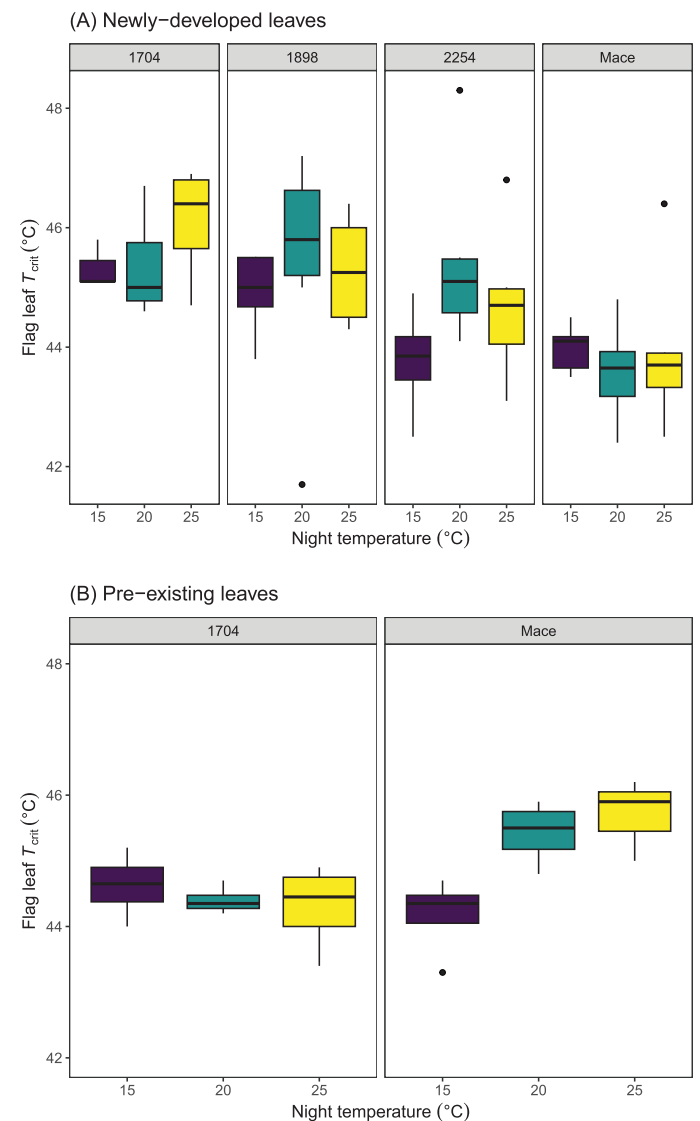 (A) Newly−developed leaves
1704 1898 2254 Mace
48
46
44
42
Flag leaf Tcrit (°C)
15 20 25 15 20 25 15 20 25 15 20 25
Night temperature (°C)
(B) Pre−existing leaves
1704 Mace
48
46
44
42
Flag leaf Tcrit (°C)
15 20 25 15 20 25
Night temperature (°C)